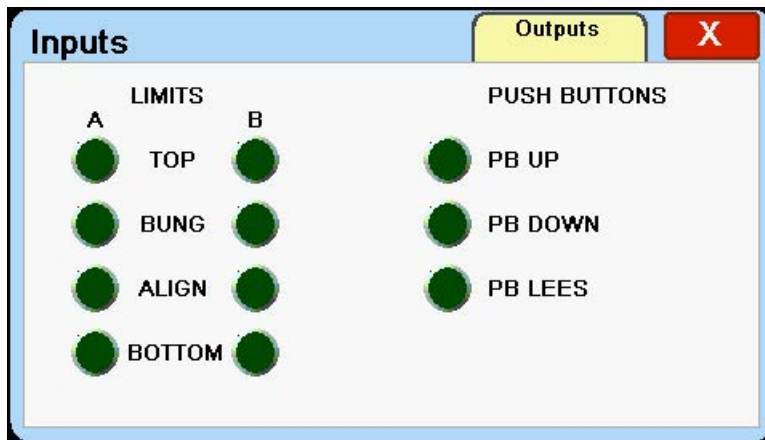 Inputs
Outputs
X
LIMITS
PUSH BUTTONS
A
B
TOP
PB UP
BUNG
PB DOWN
ALIGN
PB LEES
BOTTOM